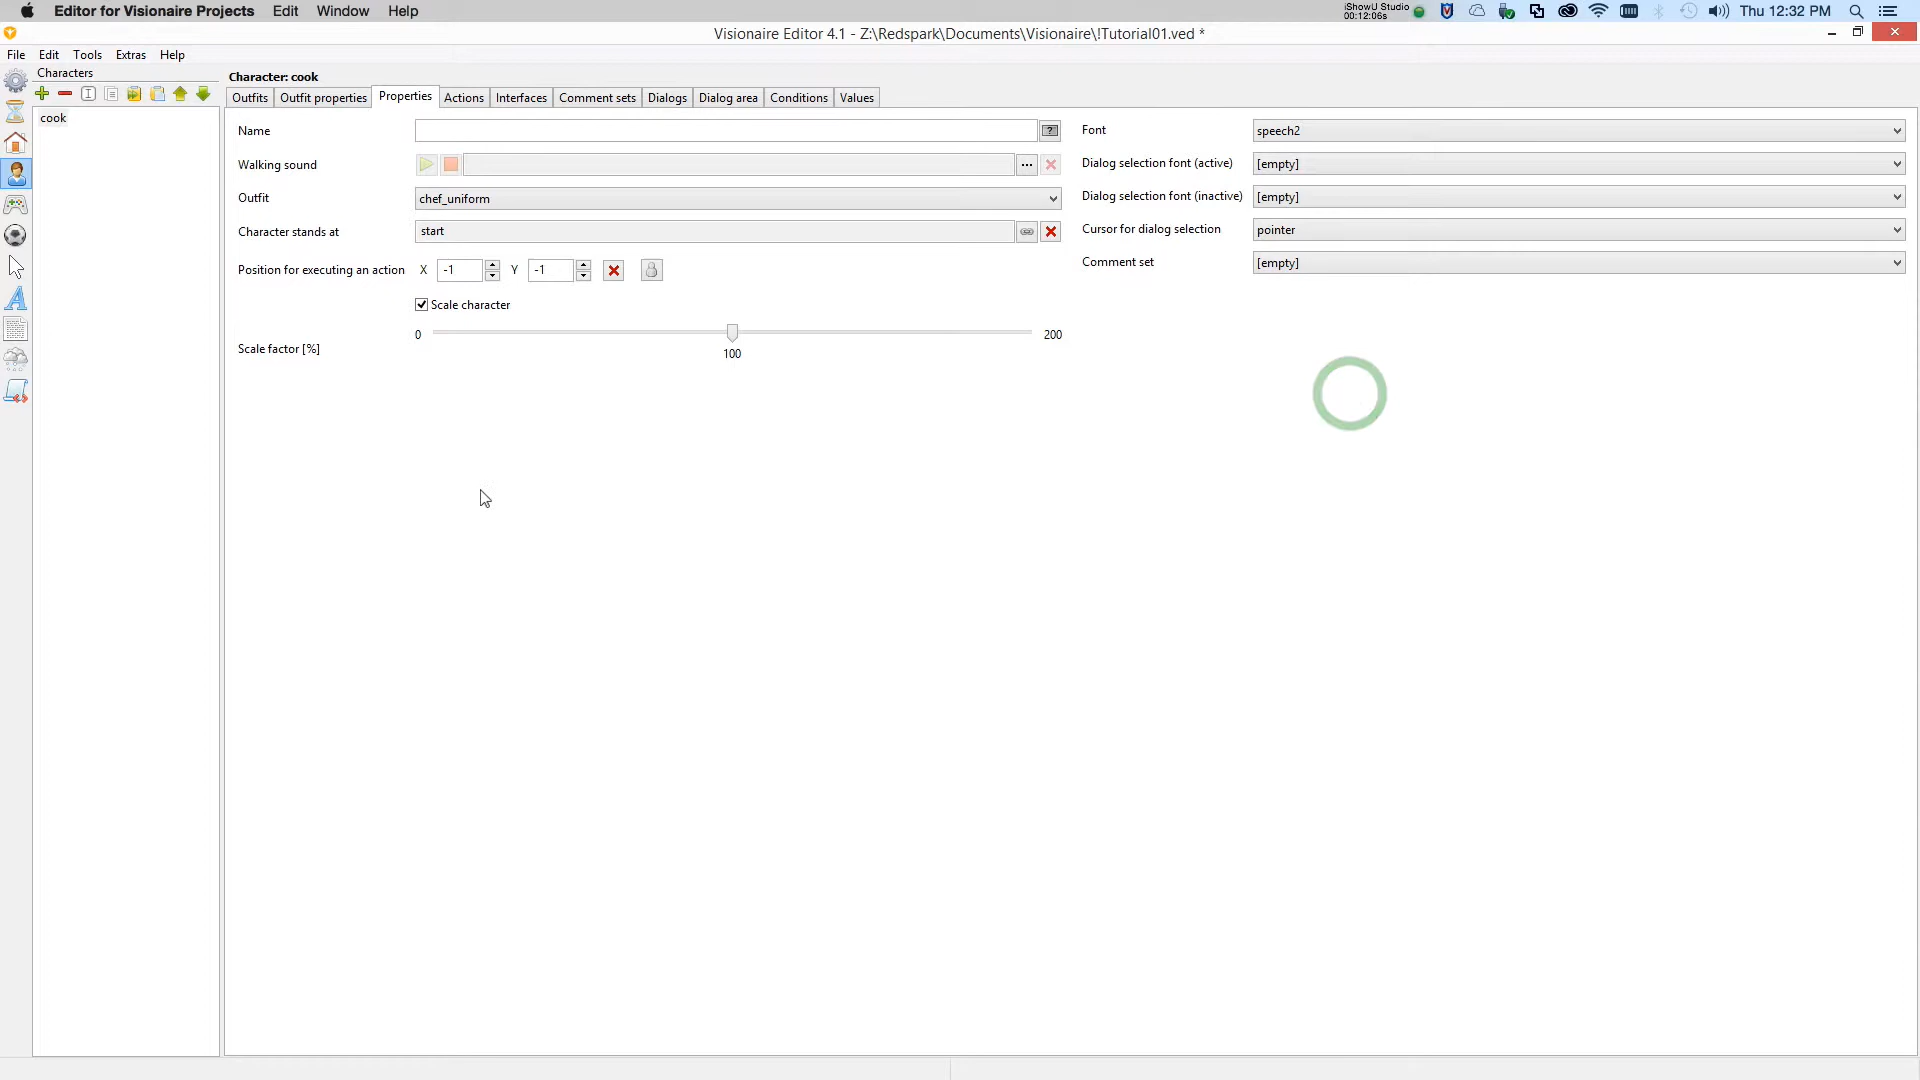 Editor for Visionaire Projects Edit Window Help
iShowU Studio
00:12:06s
Thu 12:32 PM
Visionaire Editor 4.1 - Z:\Redspark\Documents\Visionaire\!Tutorial01.ved *
File Edit Tools Extras Help
Characters
cook
Character: cook
Outfits Outfit properties Properties Actions Interfaces Comment sets Dialogs Dialog area Conditions Values
Name
Walking sound
...
Outfit chef_uniform
Character stands at start
Position for executing an action X -1 Y -1
Scale character
Scale factor [%] 0 200
100
Font speech2
Dialog selection font (active) [empty]
Dialog selection font (inactive) [empty]
Cursor for dialog selection pointer
Comment set [empty]